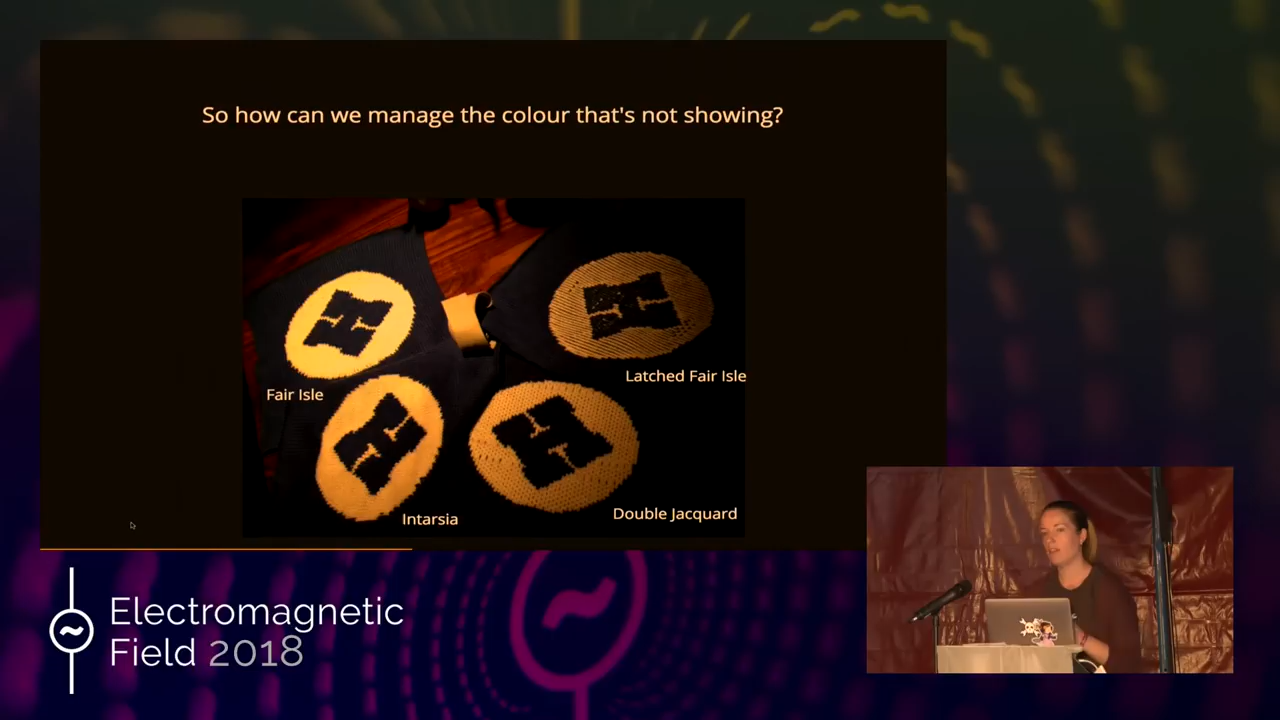 So how can we manage the colour that's not showing?
Fair Isle
Latched Fair Isle
Intarsia
Double Jacquard
Electromagnetic
Field 2018